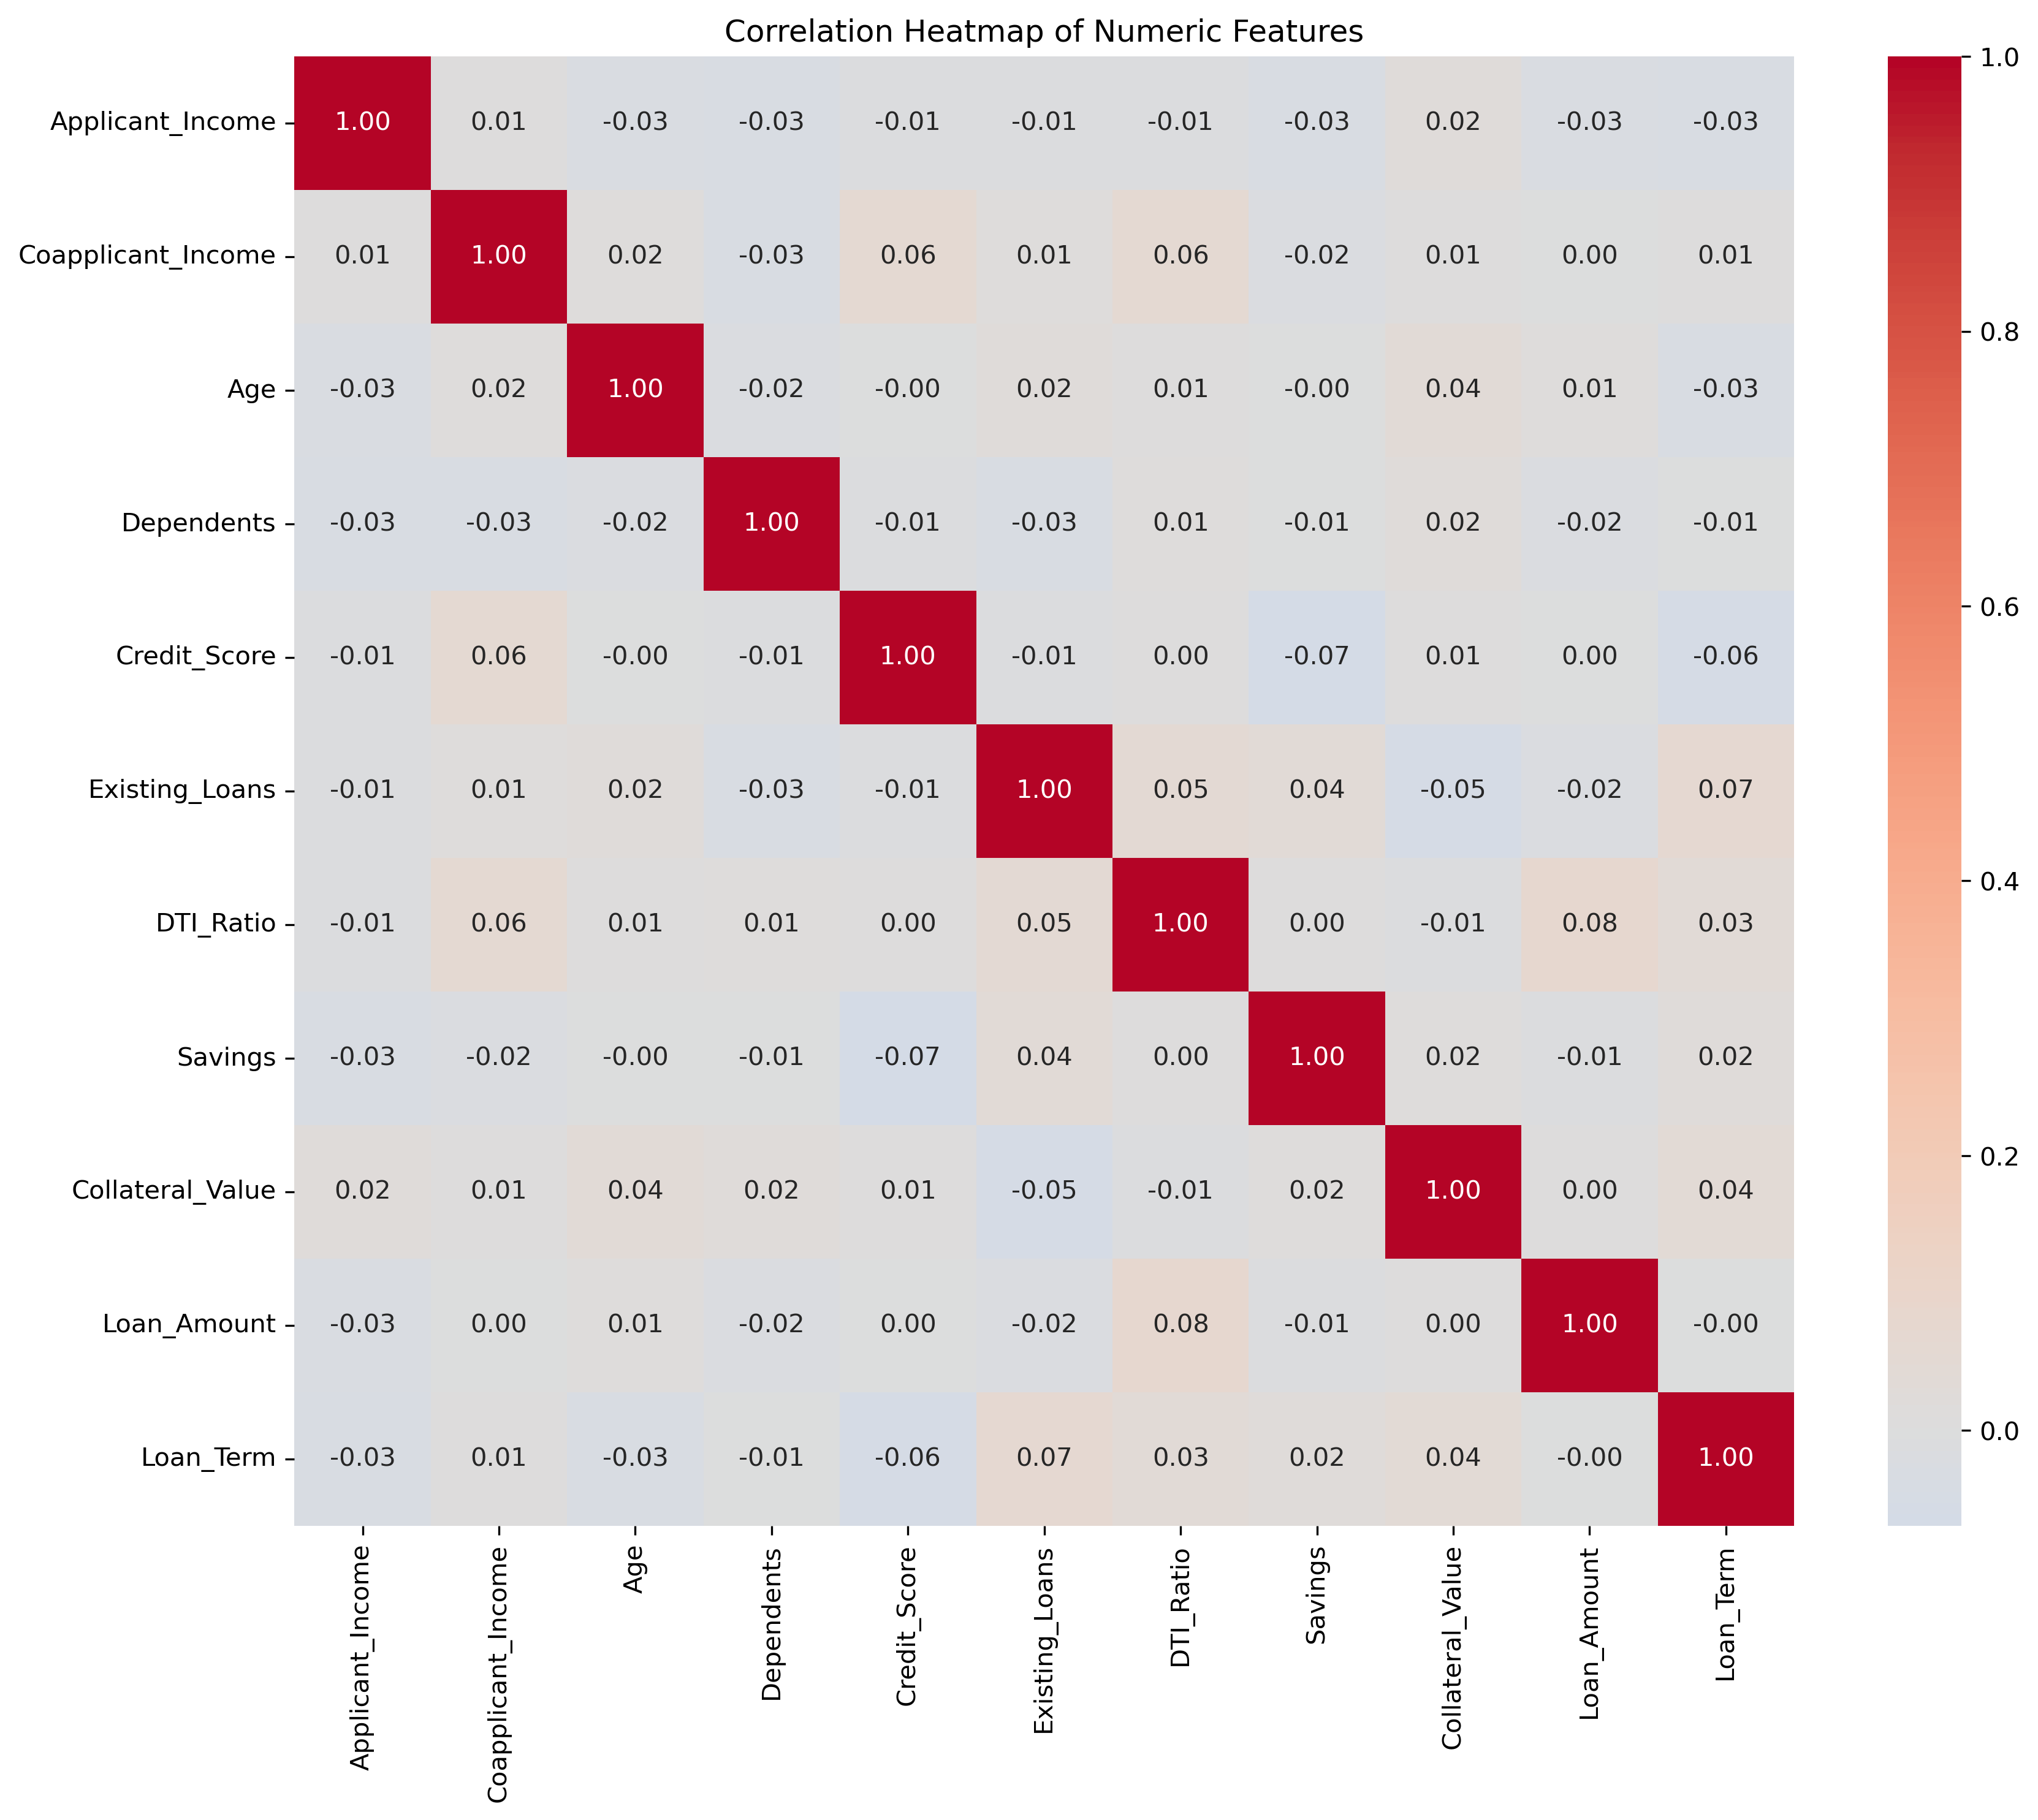 Correlation Heatmap of Numeric Features
Applicant_Income 1.00 0.01 -0.03 -0.03 -0.01 -0.01 -0.01 -0.03 0.02 -0.03 -0.03
Coapplicant_Income 0.01 1.00 0.02 -0.03 0.06 0.01 0.06 -0.02 0.01 0.00 0.01
Age -0.03 0.02 1.00 -0.02 -0.00 0.02 0.01 -0.00 0.04 0.01 -0.03
Dependents -0.03 -0.03 -0.02 1.00 -0.01 -0.03 0.01 -0.01 0.02 -0.02 -0.01
Credit_Score -0.01 0.06 -0.00 -0.01 1.00 -0.01 0.00 -0.07 0.01 0.00 -0.06
Existing_Loans -0.01 0.01 0.02 -0.03 -0.01 1.00 0.05 0.04 -0.05 -0.02 0.07
DTI_Ratio -0.01 0.06 0.01 0.01 0.00 0.05 1.00 0.00 -0.01 0.08 0.03
Savings -0.03 -0.02 -0.00 -0.01 -0.07 0.04 0.00 1.00 0.02 -0.01 0.02
Collateral_Value 0.02 0.01 0.04 0.02 0.01 -0.05 -0.01 0.02 1.00 0.00 0.04
Loan_Amount -0.03 0.00 0.01 -0.02 0.00 -0.02 0.08 -0.01 0.00 1.00 -0.00
Loan_Term -0.03 0.01 -0.03 -0.01 -0.06 0.07 0.03 0.02 0.04 -0.00 1.00
Applicant_Income
Coapplicant_Income
Age
Dependents
Credit_Score
Existing_Loans
DTI_Ratio
Savings
Collateral_Value
Loan_Amount
Loan_Term
1.0
0.8
0.6
0.4
0.2
0.0